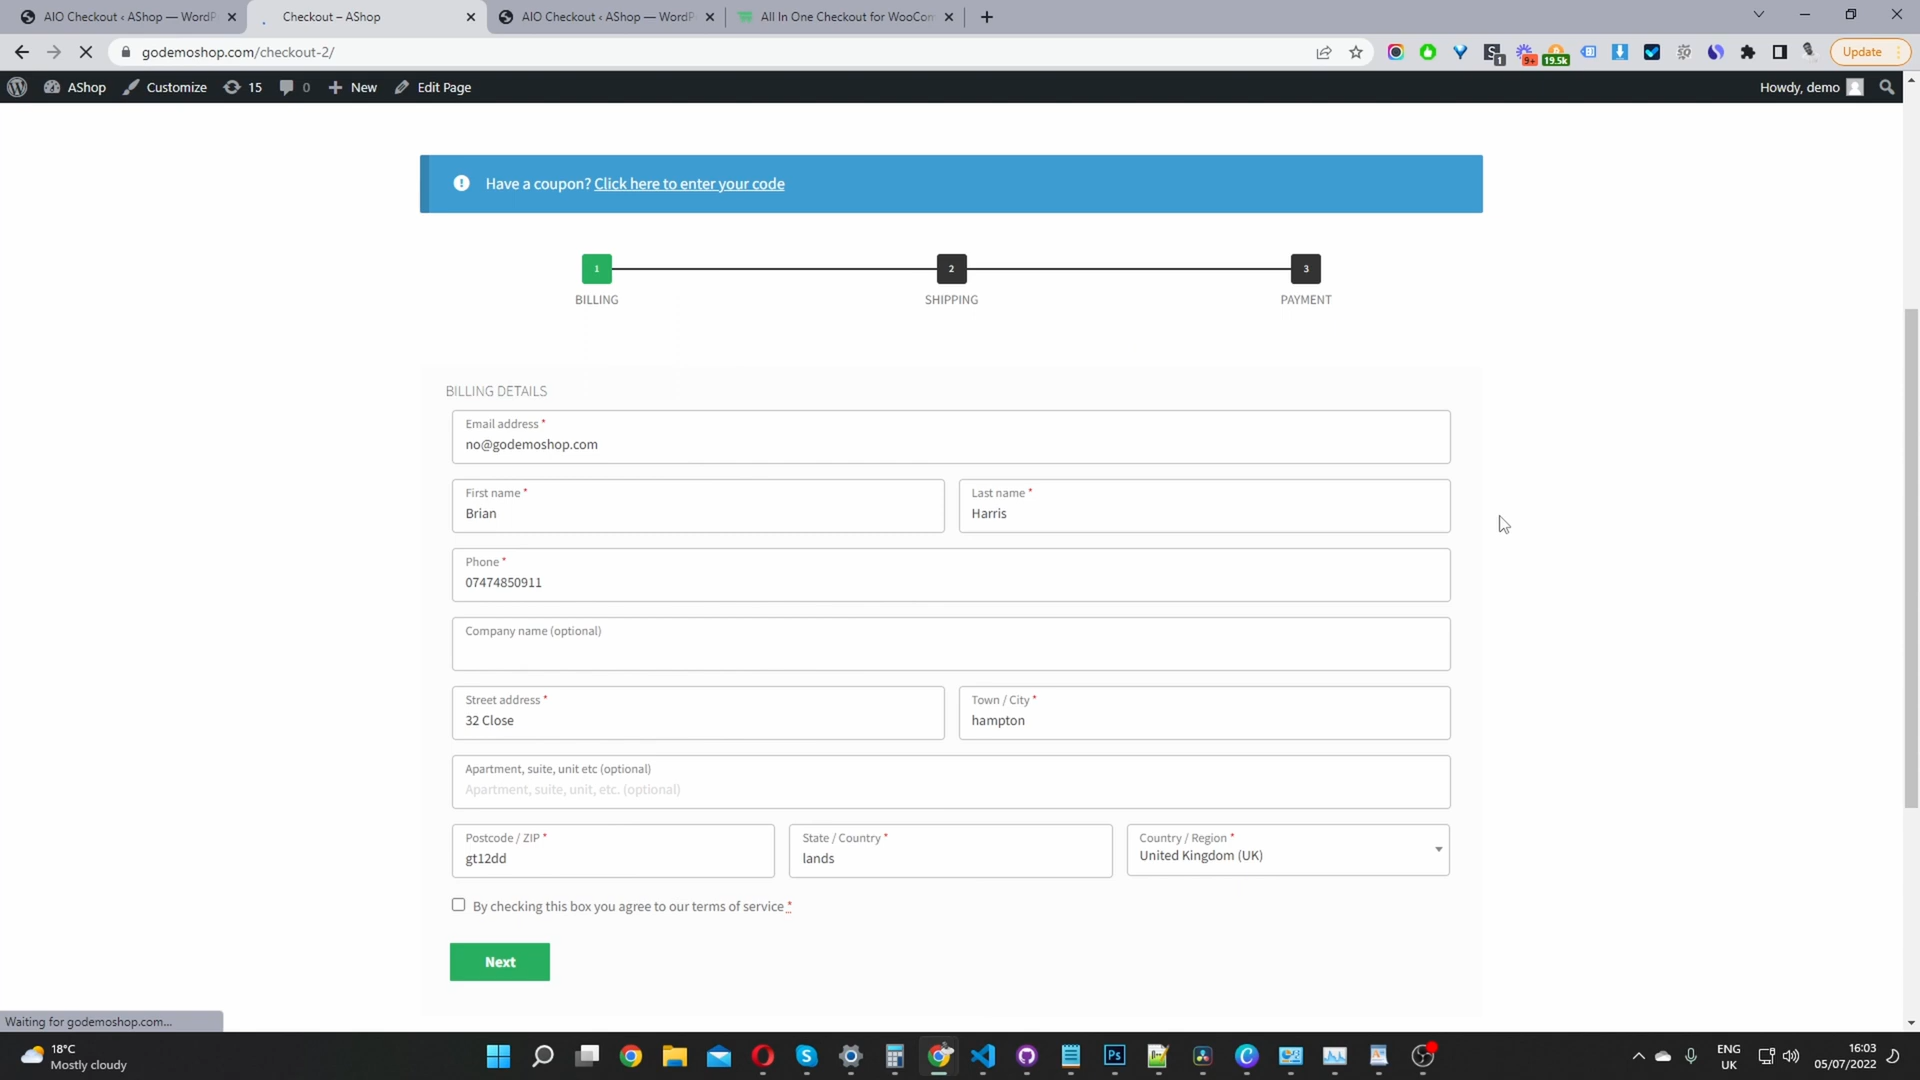 AIO Checkout ‹ AShop — WordP
Checkout – AShop
AIO Checkout ‹ AShop — WordP
All In One Checkout for WooCom
godemoshop.com/checkout-2/
1
9+
19.5k
Update
AShop
Customize
15
0
New
Edit Page
Howdy, demo
Have a coupon? Click here to enter your code
1
2
3
BILLING
SHIPPING
PAYMENT
BILLING DETAILS
Email address *
no@godemoshop.com
First name *
Brian
Last name *
Harris
Phone *
07474850911
Company name (optional)
Street address *
32 Close
Town / City *
hampton
Apartment, suite, unit etc (optional)
Apartment, suite, unit, etc. (optional)
Postcode / ZIP *
gt12dd
State / Country *
lands
Country / Region *
United Kingdom (UK)
By checking this box you agree to our terms of service *
Next
Waiting for godemoshop.com...
18°C
Mostly cloudy
Ps
ENG
UK
16:03
05/07/2022